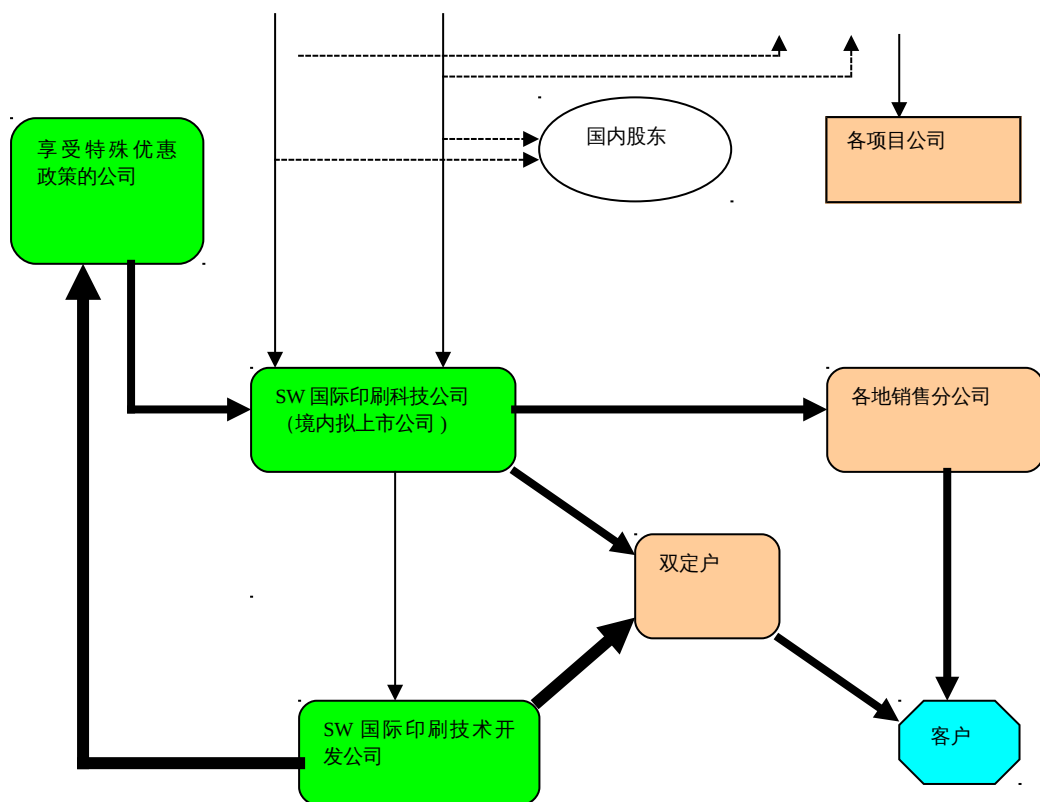 国内股东
各项目公司
享受特殊优惠
政策的公司
SW 国际印刷科技公司
（境内拟上市公司 )
各地销售分公司
双定户
SW 国际印刷技术开
发公司
客户